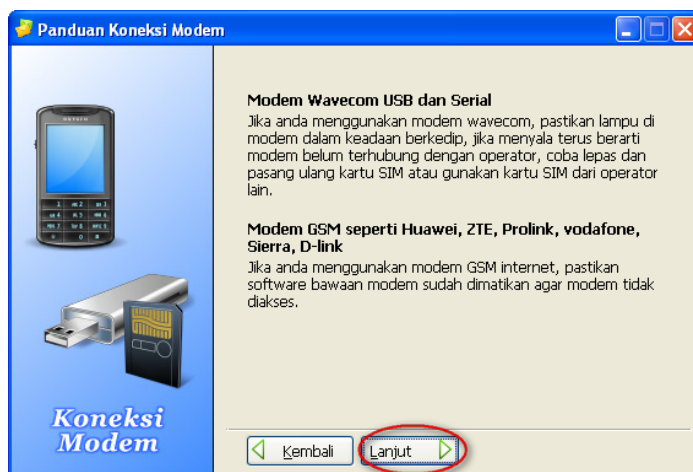 Panduan Koneksi Modem
Modem Wavecom USB dan Serial
Jika anda menggunakan modem wavecom, pastikan lampu di
modem dalam keadaan berkedip, jika menyala terus berarti
modem belum terhubung dengan operator, coba lepas dan
pasang ulang kartu SIM atau gunakan kartu SIM dari operator
lain.
Modem GSM seperti Huawei, ZTE, Prolink, vodafone,
Sierra, D-link
Jika anda menggunakan modem GSM internet, pastikan
software bawaan modem sudah dimatikan agar modem tidak
diakses.
Koneksi
Modem
Kembali
Lanjut